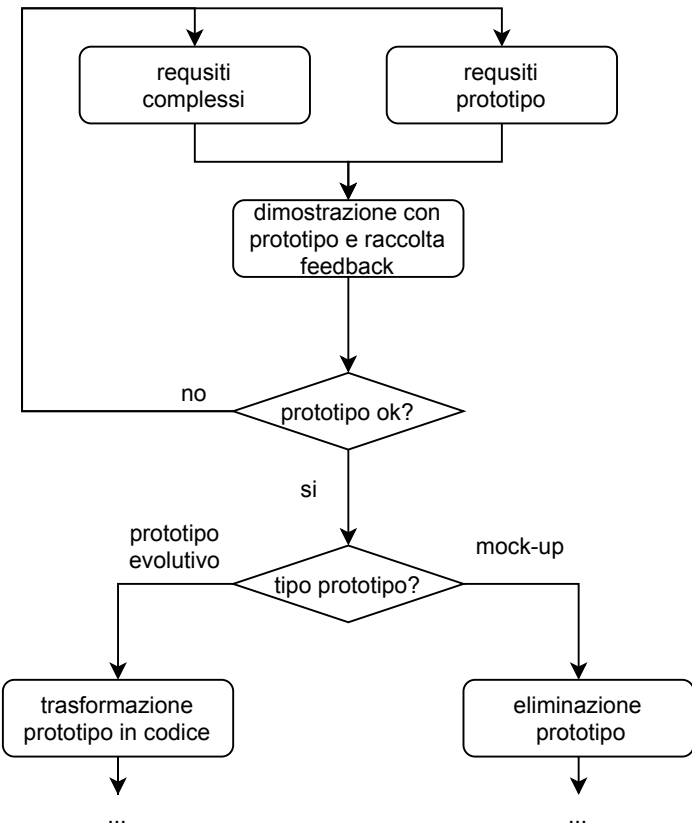 requsiti
complessi
requsiti
prototipo
dimostrazione con
prototipo e raccolta
feedback
no
prototipo ok?
si
prototipo
evolutivo
mock-up
tipo prototipo?
trasformazione
prototipo in codice
eliminazione
prototipo
...
...